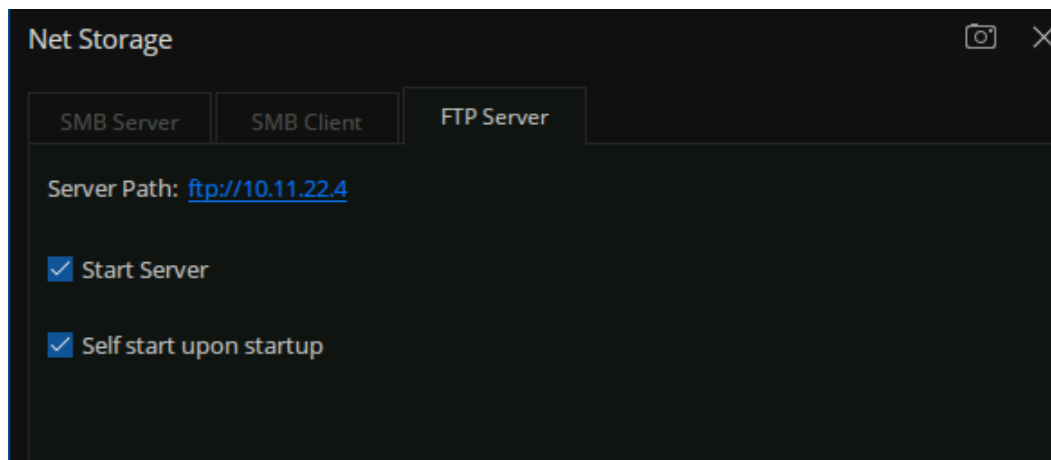 Net Storage
SMB Server SMB Client FTP Server
Server Path: ftp://10.11.22.4
Start Server
Self start upon startup